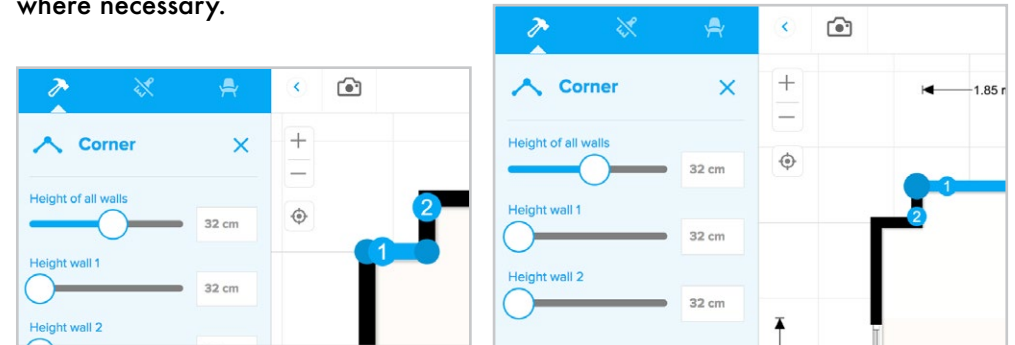 where necessary.
Corner
Height of all walls
32 cm
Height wall 1
32 cm
Height wall 2
2
1
Corner
Height of all walls
32 cm
Height wall 1
32 cm
Height wall 2
32 cm
1.85
1
2